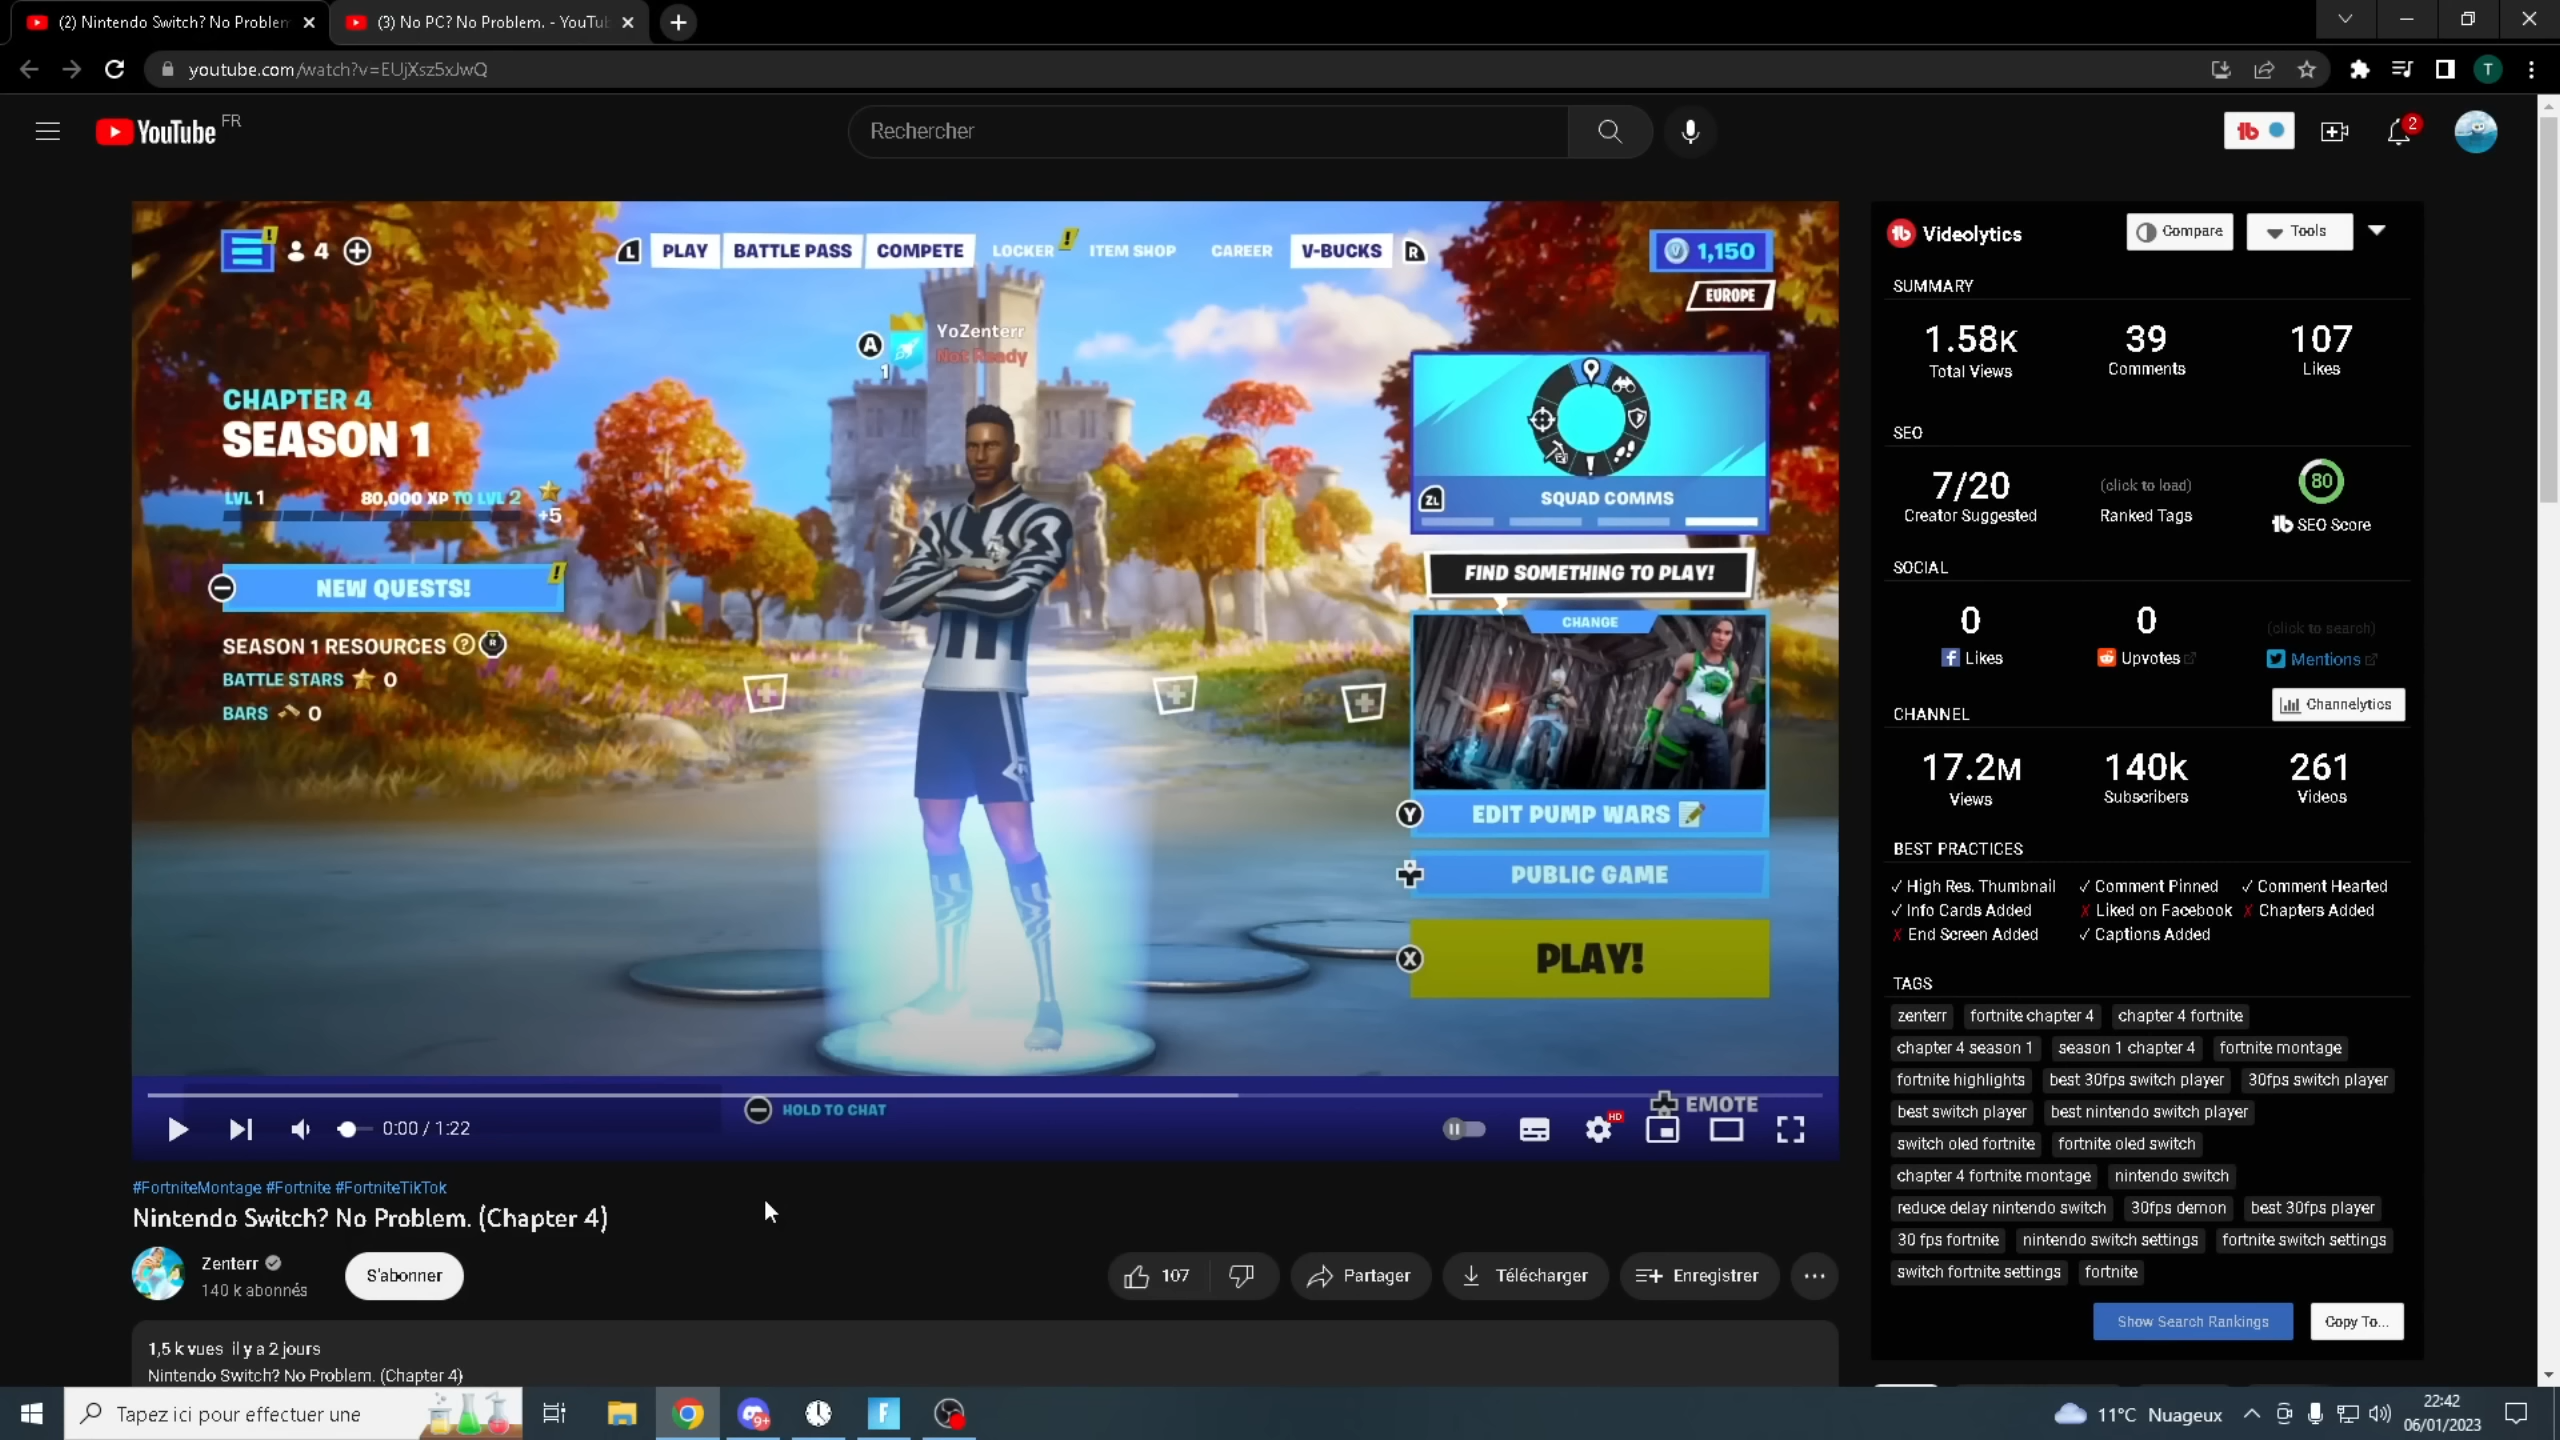 (2) Nintendo Switch? No Problem
(3) No PC? No Problem. - YouTu
youtube.com/watch?v=EUjXsz5xJwQ
YouTube FR
Rechercher
2
4
L PLAY BATTLE PASS COMPETE LOCKER ! ITEM SHOP CAREER V-BUCKS R
1,150
EUROPE
A YoZenterr
Not Ready
1
CHAPTER 4
SEASON 1
LVL 1 80,000 XP TO LVL 2
+5
NEW QUESTS!
SEASON 1 RESOURCES ? R
BATTLE STARS 0
BARS 0
ZL SQUAD COMMS
FIND SOMETHING TO PLAY!
CHANGE
Y EDIT PUMP WARS
PUBLIC GAME
X PLAY!
HOLD TO CHAT
EMOTE
0:00 / 1:22
HD
#FortniteMontage #Fortnite #FortniteTikTok
Nintendo Switch? No Problem. (Chapter 4)
Zenterr
140 k abonnés
S'abonner
107
Partager
Télécharger
Enregistrer
1,5 k vues il y a 2 jours
Nintendo Switch? No Problem. (Chapter 4)
Videolytics
Compare
Tools
SUMMARY
1.58K 39 107
Total Views Comments Likes
SEO
7/20 (click to load) 80
Creator Suggested Ranked Tags SEO Score
SOCIAL
0 0 (click to search)
Likes Upvotes Mentions
CHANNEL
Channelytics
17.2M 140k 261
Views Subscribers Videos
BEST PRACTICES
✓ High Res. Thumbnail ✓ Comment Pinned ✓ Comment Hearted
✓ Info Cards Added ✗ Liked on Facebook ✗ Chapters Added
✗ End Screen Added ✓ Captions Added
TAGS
zenterr fortnite chapter 4 chapter 4 fortnite
chapter 4 season 1 season 1 chapter 4 fortnite montage
fortnite highlights best 30fps switch player 30fps switch player
best switch player best nintendo switch player
switch oled fortnite fortnite oled switch
chapter 4 fortnite montage nintendo switch
reduce delay nintendo switch 30fps demon best 30fps player
30 fps fortnite nintendo switch settings fortnite switch settings
switch fortnite settings fortnite
Show Search Rankings
Copy To...
Tapez ici pour effectuer une
9+
11°C Nuageux
22:42
06/01/2023